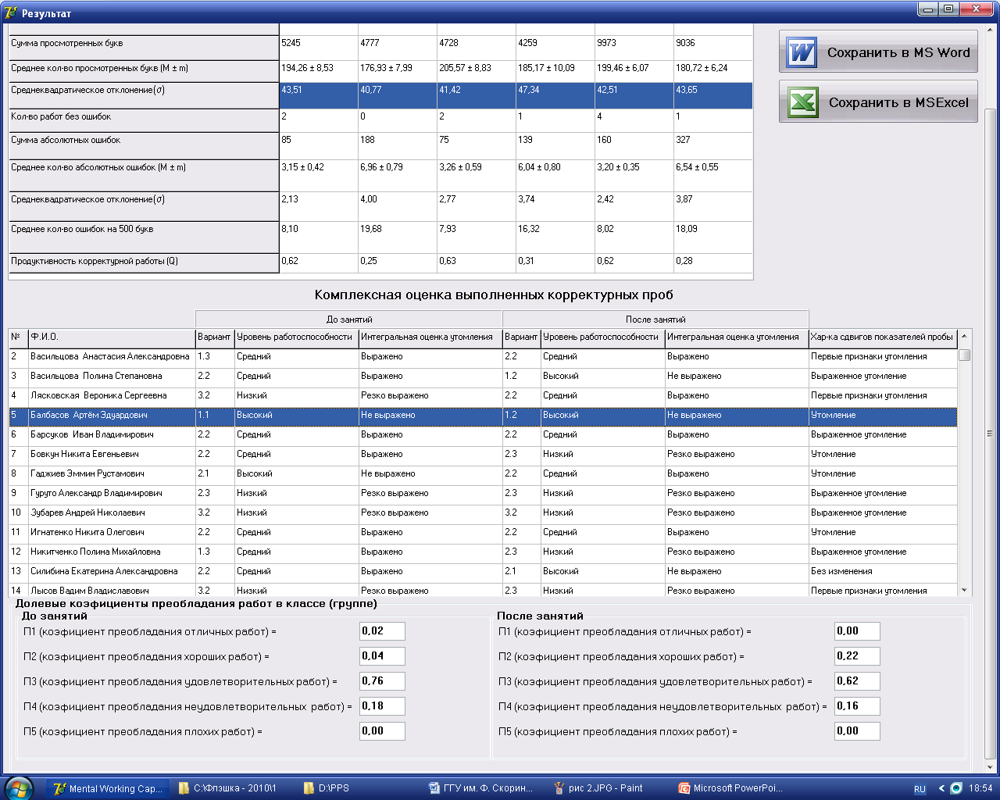 Результат
Сумма просмотренных букв 5245 4777 4728 4259 9973 9036
Среднее кол-во просмотренных букв (M ± m) 194,26 ± 8,53 176,93 ± 7,99 205,57 ± 8,83 185,17 ± 10,09 199,46 ± 6,07 180,72 ± 6,24
Среднеквадратическое отклонение(σ) 43,51 40,77 41,42 47,34 42,51 43,65
Кол-во работ без ошибок 2 0 2 1 4 1
Сумма абсолютных ошибок 85 188 75 139 160 327
Среднее кол-во абсолютных ошибок (M ± m) 3,15 ± 0,42 6,96 ± 0,79 3,26 ± 0,59 6,04 ± 0,80 3,20 ± 0,35 6,54 ± 0,55
Среднеквадратическое отклонение(σ) 2,13 4,00 2,77 3,74 2,42 3,87
Среднее кол-во ошибок на 500 букв 8,10 19,68 7,93 16,32 8,02 18,09
Продуктивность корректурной работы (Q) 0,62 0,25 0,63 0,31 0,62 0,28
Сохранить в MS Word
Сохранить в MSExcel
Комплексная оценка выполненных корректурных проб
До занятий После занятий
№ Ф.И.О. Вариант Уровень работоспособности Интегральная оценка утомления Вариант Уровень работоспособности Интегральная оценка утомления Хар-ка сдвигов показателей пробы
2 Васильцова Анастасия Александровна 1.3 Средний Выражено 2.2 Средний Выражено Первые признаки утомления
3 Васильцова Полина Степановна 2.2 Средний Выражено 1.2 Высокий Не выражено Выраженное утомление
4 Лясковская Вероника Сергеевна 3.2 Низкий Резко выражено 2.2 Средний Выражено Первые признаки утомления
5 Балбасов Артём Эдуардович 1.1 Высокий Не выражено 1.2 Высокий Не выражено Утомление
6 Барсуков Иван Владимирович 2.2 Средний Выражено 2.2 Средний Выражено Выраженное утомление
7 Бовкун Никита Евгеньевич 2.2 Средний Выражено 2.3 Низкий Резко выражено Утомление
8 Гаджиев Эммин Рустамович 2.1 Высокий Не выражено 2.2 Средний Выражено Утомление
9 Гуруто Александр Владимирович 2.3 Низкий Резко выражено 2.3 Низкий Резко выражено Выраженное утомление
10 Зубарев Андрей Николаевич 3.2 Низкий Резко выражено 3.2 Низкий Резко выражено Выраженное утомление
11 Игнатенко Никита Олегович 2.2 Средний Выражено 2.2 Средний Выражено Утомление
12 Никитченко Полина Михайловна 1.3 Средний Выражено 2.3 Низкий Резко выражено Выраженное утомление
13 Силибина Екатерина Александровна 2.2 Средний Выражено 2.1 Высокий Не выражено Без изменения
14 Лысов Вадим Владиславович 3.2 Низкий Резко выражено 2.3 Низкий Резко выражено Первые признаки утомления
Долевые коэфициенты преобладания работ в классе (группе)
До занятий
П1 (коэфициент преобладания отличных работ) = 0,02
П2 (коэфициент преобладания хороших работ) = 0,04
П3 (коэфициент преобладания удовлетворительных работ) = 0,76
П4 (коэфициент преобладания неудовлетворительных работ) = 0,18
П5 (коэфициент преобладания плохих работ) = 0,00
После занятий
П1 (коэфициент преобладания отличных работ) = 0,00
П2 (коэфициент преобладания хороших работ) = 0,22
П3 (коэфициент преобладания удовлетворительных работ) = 0,62
П4 (коэфициент преобладания неудовлетворительных работ) = 0,16
П5 (коэфициент преобладания плохих работ) = 0,00
Mental Working Cap... C:\Флэшка - 2010\1 D:\PPS ГГУ им. Ф. Скорин... рис 2.JPG - Paint Microsoft PowerPoi... RU 18:54